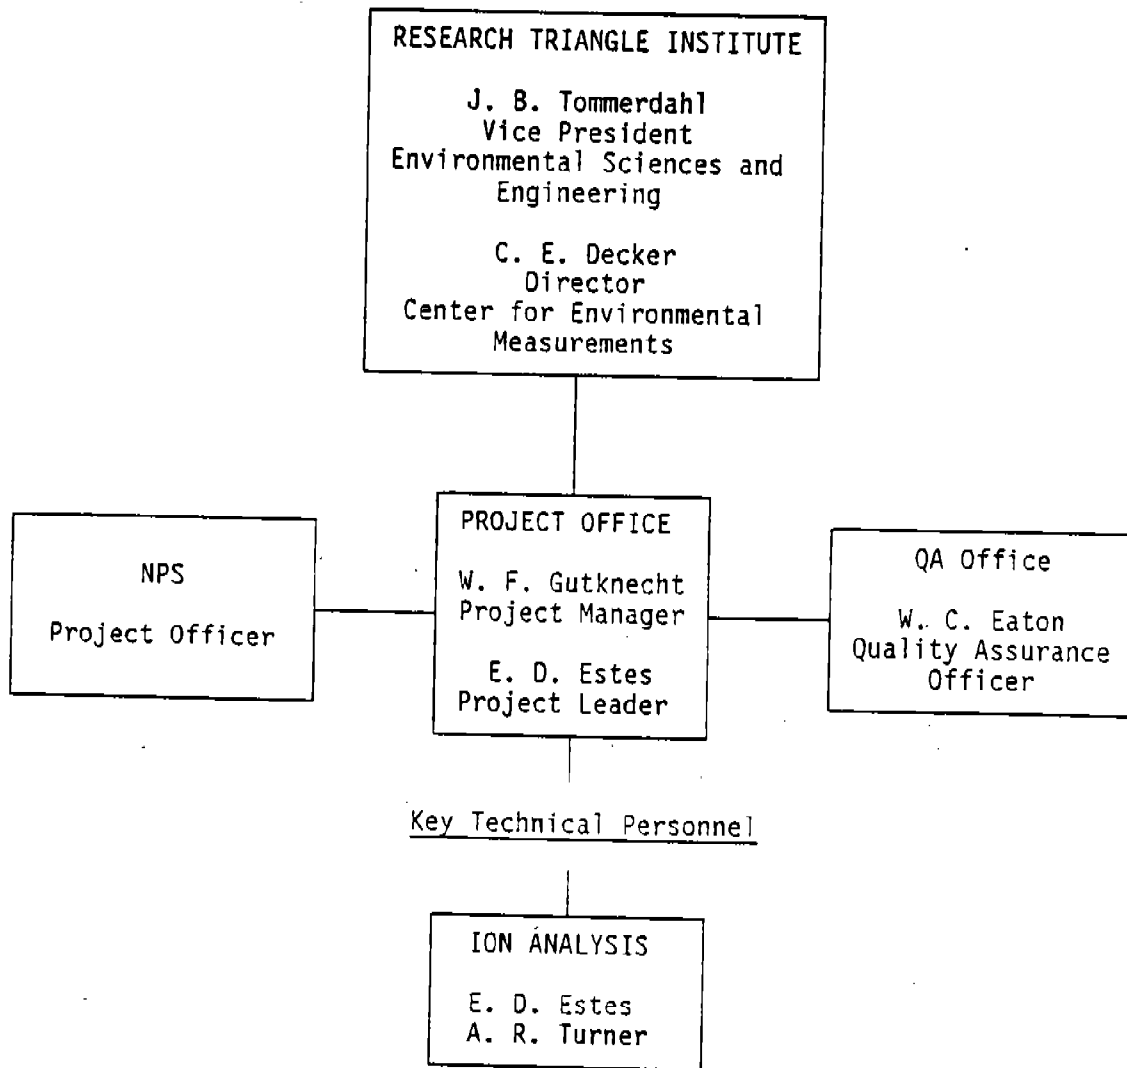 RESEARCH TRIANGLE INSTITUTE
J. B. Tommerdahl
Vice President
Environmental Sciences and
Engineering
C. E. Decker
Director
Center for Environmental
Measurements
NPS
Project Officer
PROJECT OFFICE
W. F. Gutknecht
Project Manager
E. D. Estes
Project Leader
QA Office
W. C. Eaton
Quality Assurance
Officer
Key Technical Personnel
ION ANALYSIS
E. D. Estes
A. R. Turner